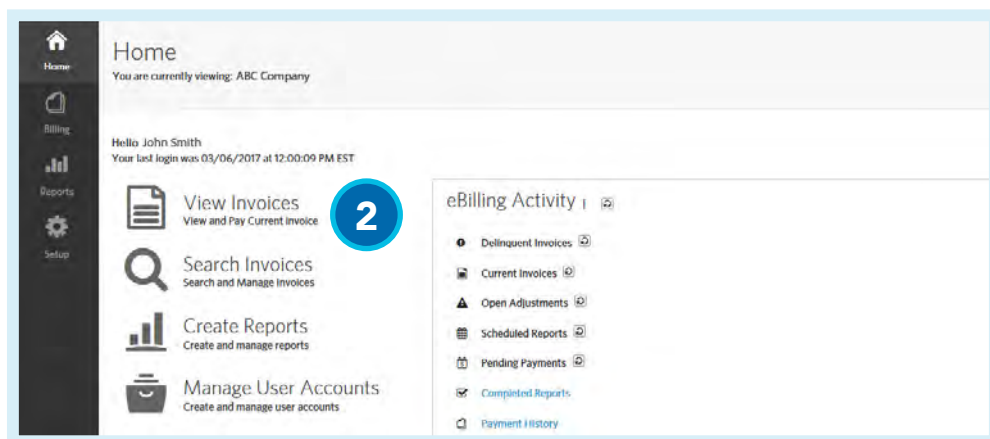 Home
Billing
Reports
Setup
Home
You are currently viewing: ABC Company
Hello John Smith
Your last login was 03/06/2017 at 12:00:09 PM EST
View Invoices
View and Pay Current Invoice
2
Search Invoices
Search and Manage Invoices
Create Reports
Create and manage reports
Manage User Accounts
Create and manage user accounts
eBilling Activity |
Delinquent Invoices
Current Invoices
Open Adjustments
Scheduled Reports
Pending Payments
Completed Reports
Payment History